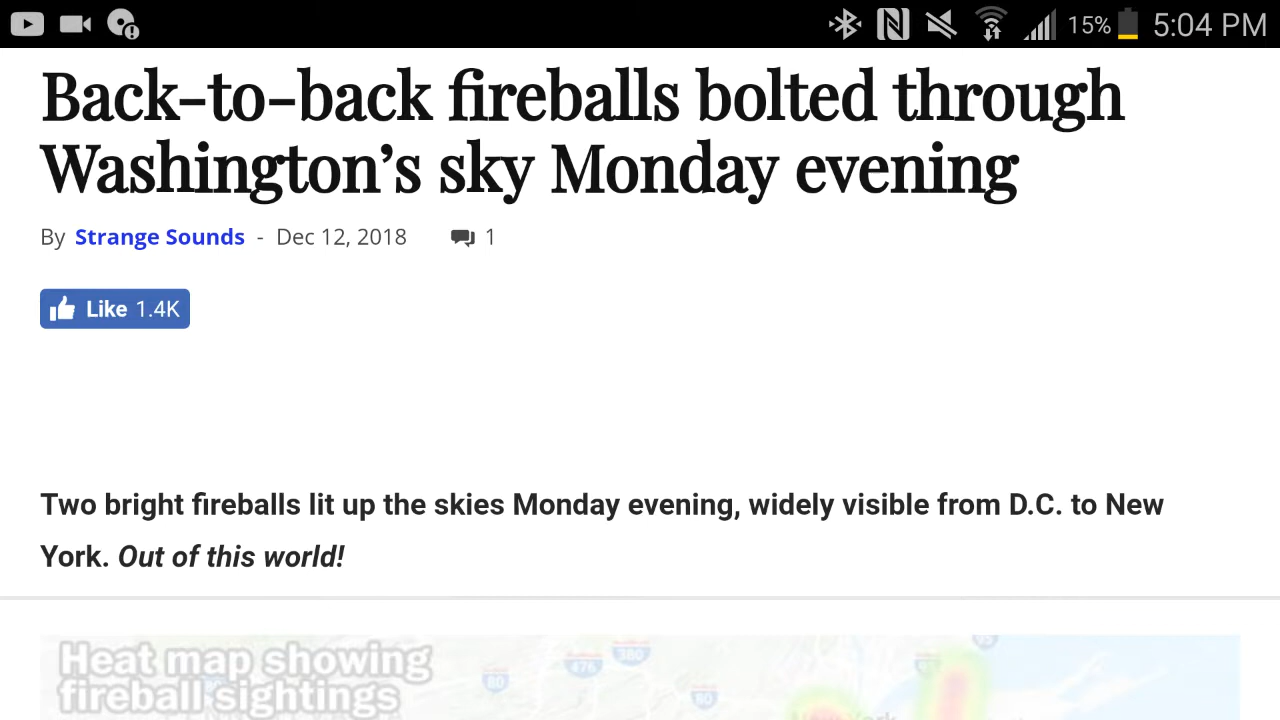 15% 5:04 PM
Back-to-back fireballs bolted through
Washington’s sky Monday evening
By Strange Sounds - Dec 12, 2018 1
Like 1.4K
Two bright fireballs lit up the skies Monday evening, widely visible from D.C. to New
York. Out of this world!
Heat map showing
fireball sightings
380
476
80
80
95